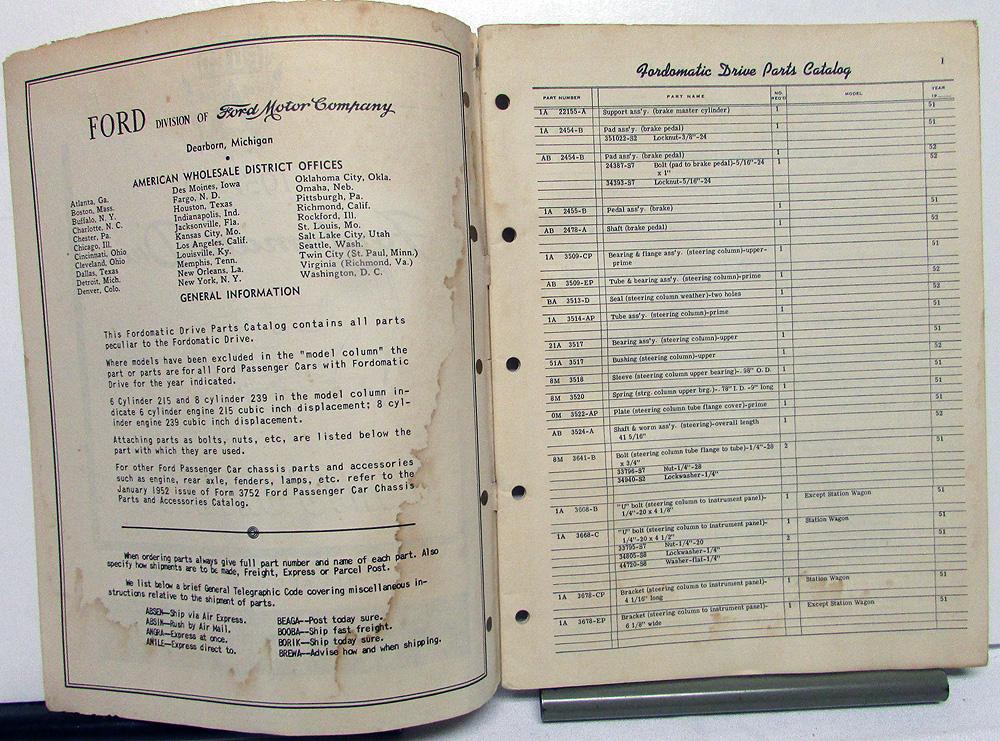 FORD DIVISION OF Ford Motor Company
Dearborn, Michigan
AMERICAN WHOLESALE DISTRICT OFFICES
Atlanta, Ga.
Boston, Mass.
Buffalo, N. Y.
Charlotte, N. C.
Chester, Pa.
Chicago, Ill.
Cincinnati, Ohio
Cleveland, Ohio
Dallas, Texas
Detroit, Mich.
Denver, Colo.
Des Moines, Iowa
Fargo, N. D.
Houston, Texas
Indianapolis, Ind.
Jacksonville, Fla.
Kansas City, Mo.
Los Angeles, Calif.
Louisville, Ky.
Memphis, Tenn.
New Orleans, La.
New York, N. Y.
Oklahoma City, Okla.
Omaha, Neb.
Pittsburgh, Pa.
Richmond, Calif.
Rockford, Ill.
St. Louis, Mo.
Salt Lake City, Utah
Seattle, Wash.
Twin City (St. Paul, Minn.)
Virginia (Richmond, Va.)
Washington, D. C.
GENERAL INFORMATION
This Fordomatic Drive Parts Catalog contains all parts
peculiar to the Fordomatic Drive.
Where models have been excluded in the "model column" the
part or parts are for all Ford Passenger Cars with Fordomatic
Drive for the year indicated.
6 Cylinder 215 and 8 cylinder 239 in the model column in-
dicate 6 cylinder engine 215 cubic inch displacement; 8 cyl-
inder engine 239 cubic inch displacement.
Attaching parts as bolts, nuts, etc, are listed below the
part with which they are used.
For other Ford Passenger Car chassis parts and accessories
such as engine, rear axle, fenders, lamps, etc. refer to the
January 1952 issue of Form 3752 Ford Passenger Car Chassis
Parts and Accessories Catalog.
When ordering parts always give full part number and name of each part. Also
specify how shipments are to be made, Freight, Express or Parcel Post.
We list below a brief General Telegraphic Code covering miscellaneous in-
structions relative to the shipment of parts.
ABSEN—Ship via Air Express.
ABSIN—Rush by Air Mail.
ANGRA—Express at once.
ANILE—Express direct to.
BEAGA--Post today sure.
BOOBA—Ship fast freight.
BORIK—Ship today sure.
BREWA—Advise how and when shipping.
1
Fordomatic Drive Parts Catalog
PART NUMBER PART NAME NO. REQ'D MODEL YEAR 19
1A 22155-A Support ass'y. (brake master cylinder) 1 51
1A 2454-B Pad ass'y. (brake pedal) 1 51
351022-S2 Locknut-3/8"-24
AB 2454-B Pad ass'y. (brake pedal) 1 52
24387-S7 Bolt (pad to brake pedal)-5/16"-24 1 52
x 1"
34393-S7 Locknut-5/16"-24
1A 2455-B Pedal ass'y. (brake) 1 51
AB 2478-A Shaft (brake pedal) 1 52
1A 3509-CP Bearing & flange ass'y. (steering column)-upper- 1 51
prime
AB 3509-EP Tube & bearing ass'y. (steering column)-prime 1 52
BA 3513-D Seal (steering column weather)-two holes 1 52
1A 3514-AP Tube ass'y. (steering column)-prime 1 51
21A 3517 Bearing ass'y. (steering column)-upper 1 51
51A 3517 Bushing (steering column)-upper 1 52
8M 3518 Sleeve (steering column upper bearing)-.98" O. D. 1 51
8M 3520 Spring (strg. column upper brg.)-.78" I. D. -9" long 1 51
0M 3522-AP Plate (steering column tube flange cover)-prime 1 51
AB 3524-A Shaft & worm ass'y. (steering)-overall length 1 52
41 5/16"
8M 3641-B Bolt (steering column tube flange to tube)-1/4"-28 2 51
x 3/4"
33796-S7 Nut-1/4"-28
34940-S2 Lockwasher-1/4"
1A 3668-B "U" bolt (steering column to instrument panel)- 1 Except Station Wagon 51
1/4"-20 x 4 1/8"
1A 3668-C "U" bolt (steering column to instrument panel)- 1 Station Wagon 51
1/4"-20 x 4 1/2"
33795-S7 Nut-1/4"-20 2
34805-S8 Lockwasher-1/4"
44720-S8 Washer-flat-1/4"
1A 3678-CP Bracket (steering column to instrument panel)- 1 Station Wagon 51
4 1/16" long
1A 3678-EP Bracket (steering column to instrument panel)- 1 Except Station Wagon 51
6 1/8" wide